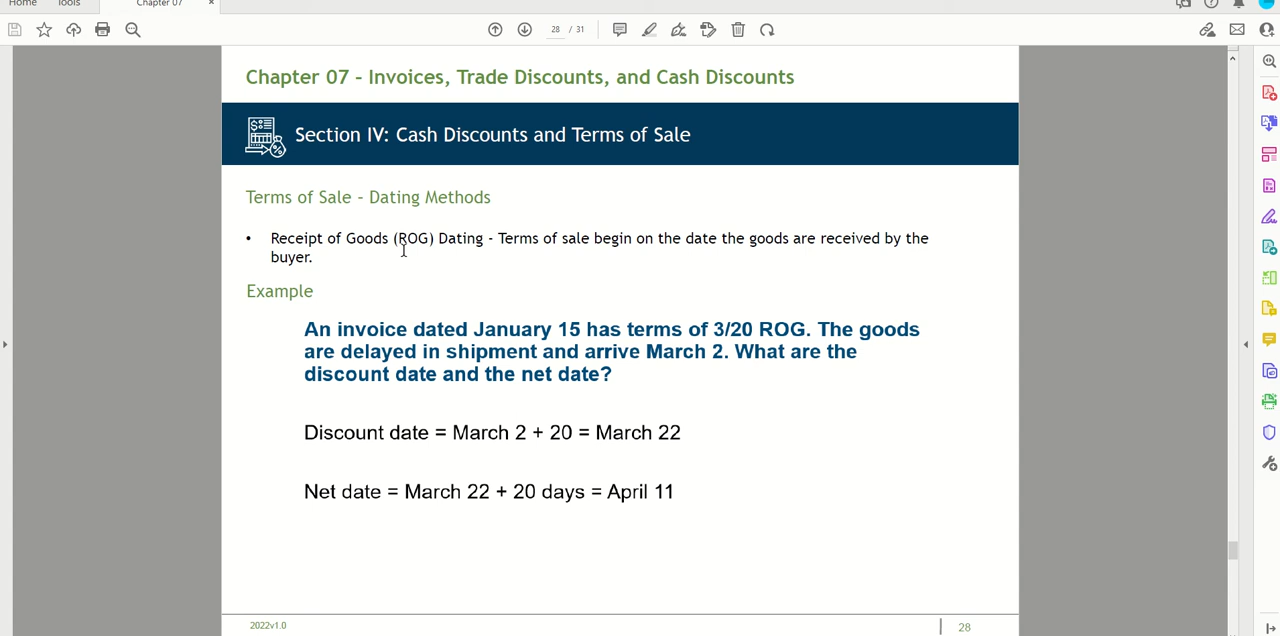 Home Tools Chapter 07 ×
28 / 31
Chapter 07 - Invoices, Trade Discounts, and Cash Discounts
Section IV: Cash Discounts and Terms of Sale
Terms of Sale - Dating Methods
• Receipt of Goods (ROG) Dating - Terms of sale begin on the date the goods are received by the
buyer.
Example
An invoice dated January 15 has terms of 3/20 ROG. The goods
are delayed in shipment and arrive March 2. What are the
discount date and the net date?
Discount date = March 2 + 20 = March 22
Net date = March 22 + 20 days = April 11
2022v1.0
28